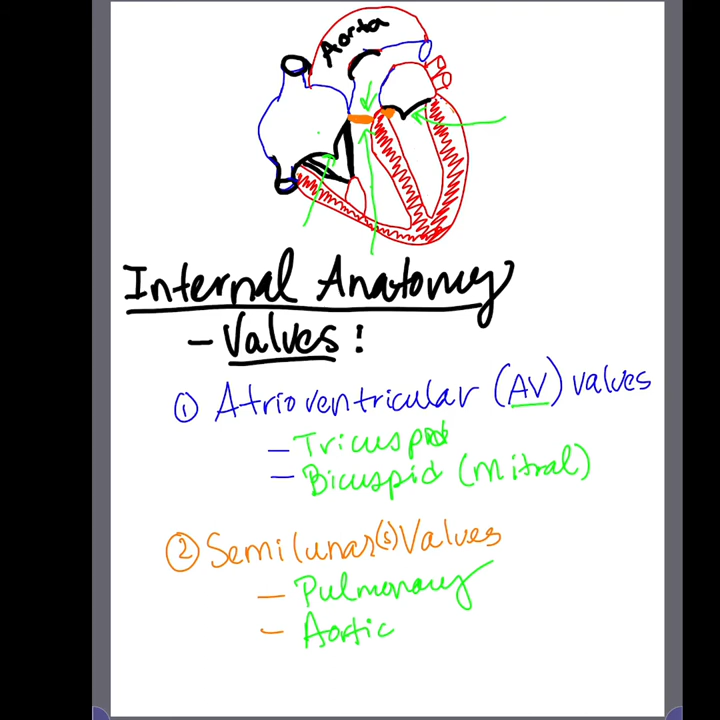 Aorta
Internal Anatomy
- Valves:
① Atrioventricular (AV) valves
- Tricuspid
- Bicuspid (mitral)
② Semilunar(s) Valves
- Pulmonary
- Aortic